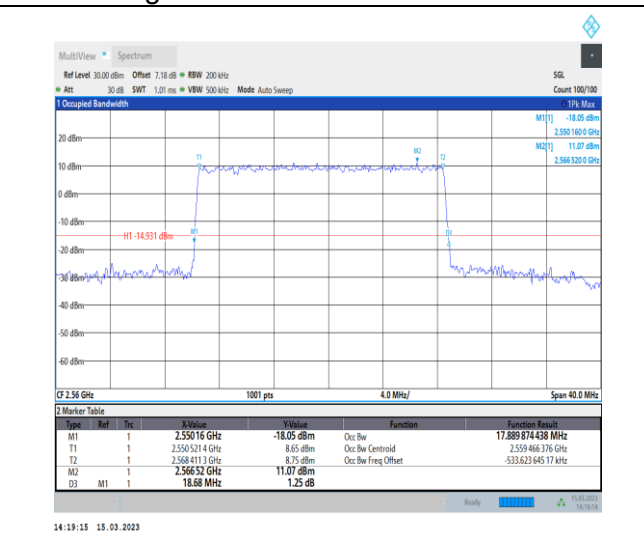 MultiView Spectrum
Ref Level 30.00 dBm Offset 7.18 dB RBW 200 kHz SGL
Att 30 dB SWT 1.01 ms VBW 500 kHz Mode Auto Sweep Count 100/100
1 Occupied Bandwidth 1Pk Max
M1[1] -18.05 dBm
2.550 160 0 GHz
M2[1] 11.07 dBm
2.566 520 0 GHz
20 dBm
M2
T1 T2
10 dBm
0 dBm
-10 dBm
H1 -14.931 dBm M1 D3
-20 dBm
-30 dBm
-40 dBm
-50 dBm
-60 dBm
CF 2.56 GHz 1001 pts 4.0 MHz/ Span 40.0 MHz
2 Marker Table
Type Ref Trc X-Value Y-Value Function Function Result
M1 1 2.55016 GHz -18.05 dBm Occ Bw 17.889 874 438 MHz
T1 1 2.550 521 4 GHz 8.65 dBm Occ Bw Centroid 2.559 466 376 GHz
T2 1 2.568 411 3 GHz 8.75 dBm Occ Bw Freq Offset -533.623 645 17 kHz
M2 1 2.566 52 GHz 11.07 dBm
D3 M1 1 18.68 MHz 1.25 dB
Ready 15.03.2023
14:19:14
14:19:15 15.03.2023